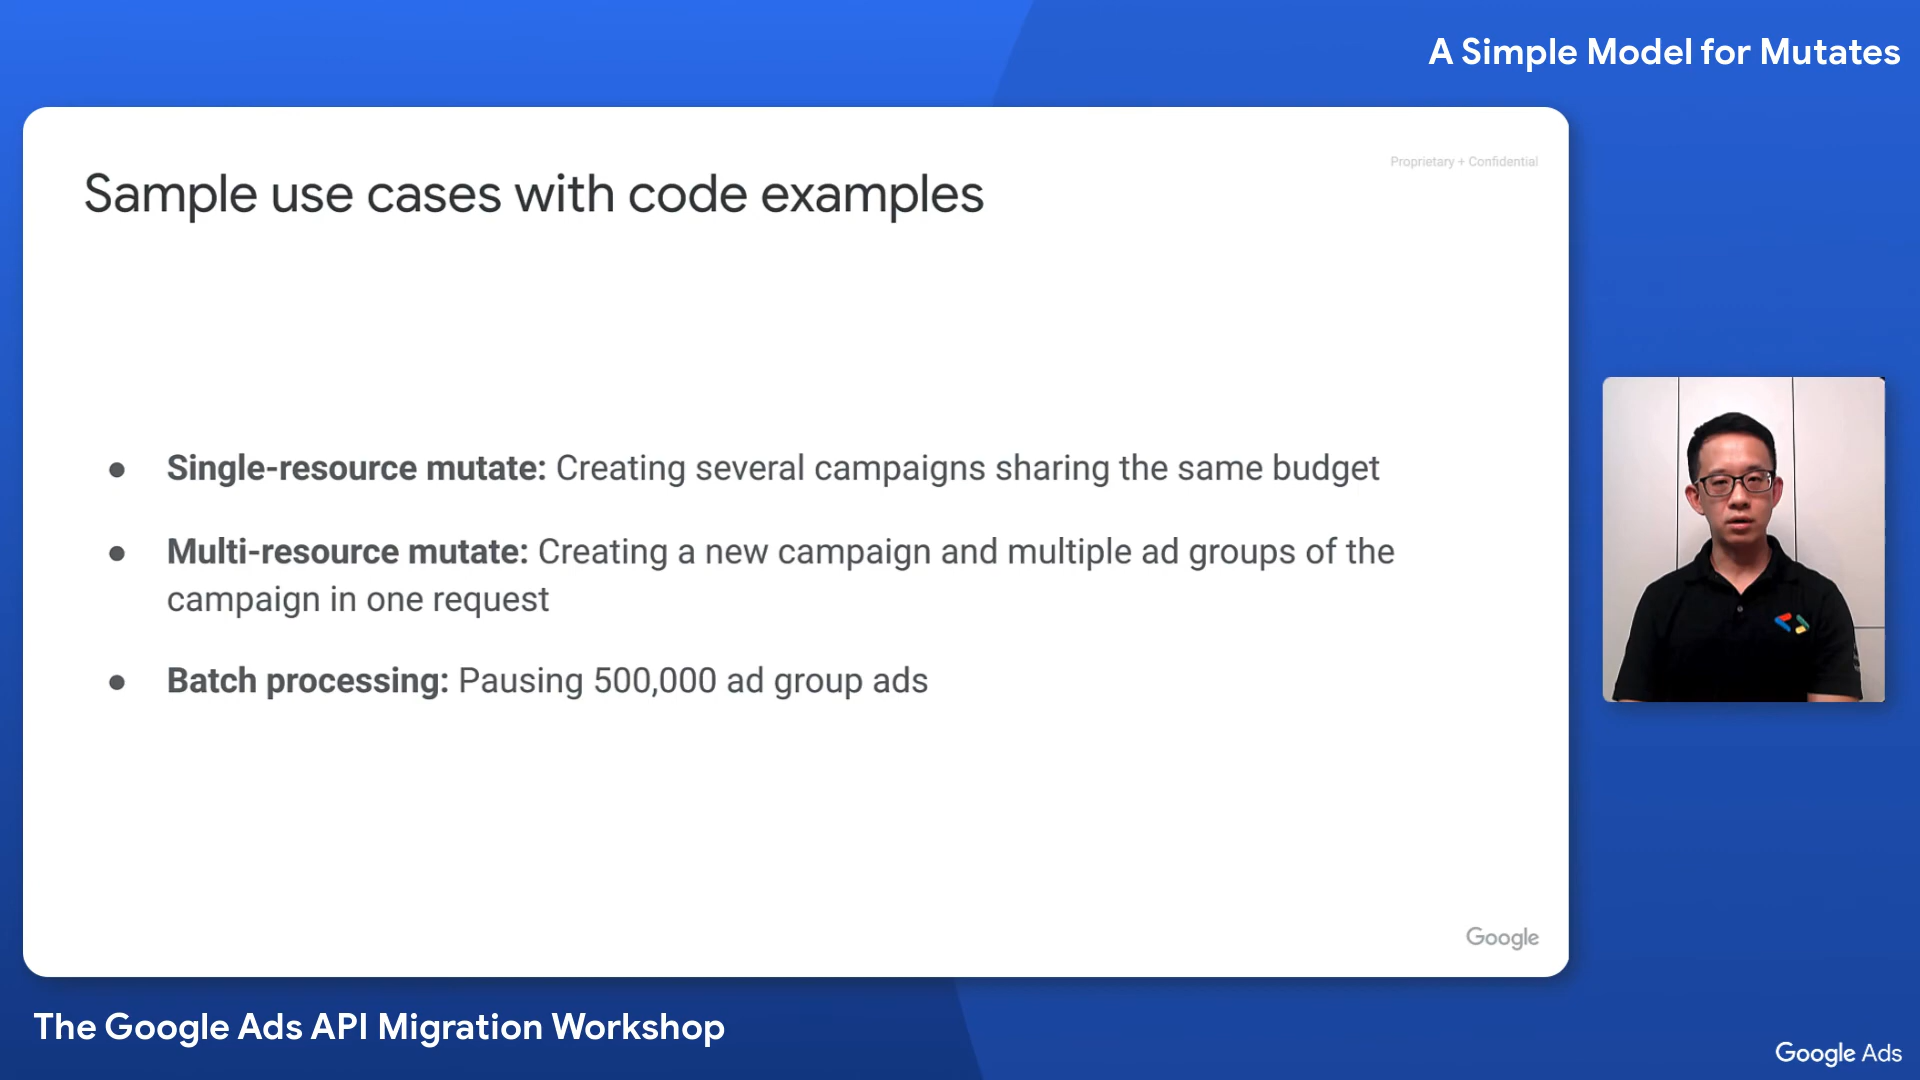 A Simple Model for Mutates
Proprietary + Confidential
Sample use cases with code examples
● Single-resource mutate: Creating several campaigns sharing the same budget
● Multi-resource mutate: Creating a new campaign and multiple ad groups of the
campaign in one request
● Batch processing: Pausing 500,000 ad group ads
Google
The Google Ads API Migration Workshop
Google Ads